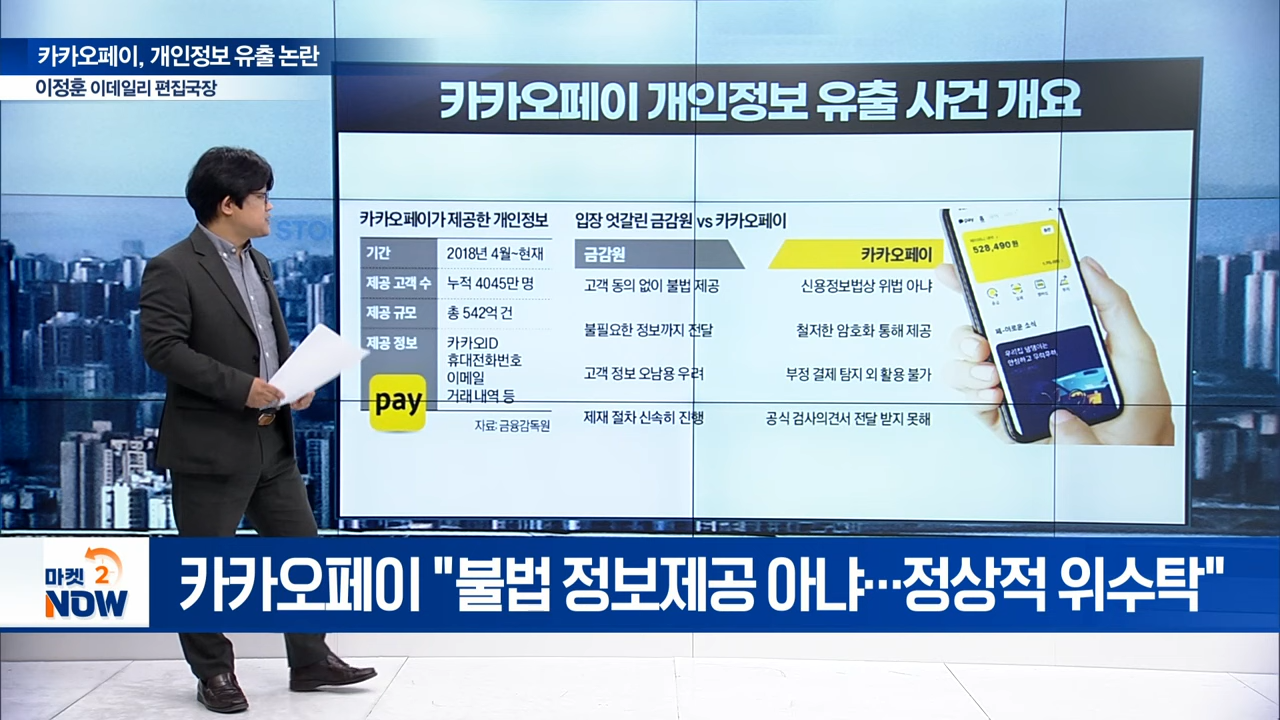 카카오페이, 개인정보 유출 논란
이정훈 이데일리 편집국장
카카오페이 개인정보 유출 사건 개요
카카오페이가 제공한 개인정보
기간 2018년 4월~현재
제공 고객 수 누적 4045만 명
제공 규모 총 542억 건
제공 정보 카카오ID
휴대전화번호
이메일
거래 내역 등
pay
자료: 금융감독원
입장 엇갈린 금감원 vs 카카오페이
금감원 카카오페이
고객 동의 없이 불법 제공 신용정보법상 위법 아냐
불필요한 정보까지 전달 철저한 암호화 통해 제공
고객 정보 오남용 우려 부정 결제 탐지 외 활용 불가
제재 절차 신속히 진행 공식 검사의견서 전달 받지 못해
pay
528,490원
마켓 2
NOW
카카오페이 "불법 정보제공 아냐…정상적 위수탁"